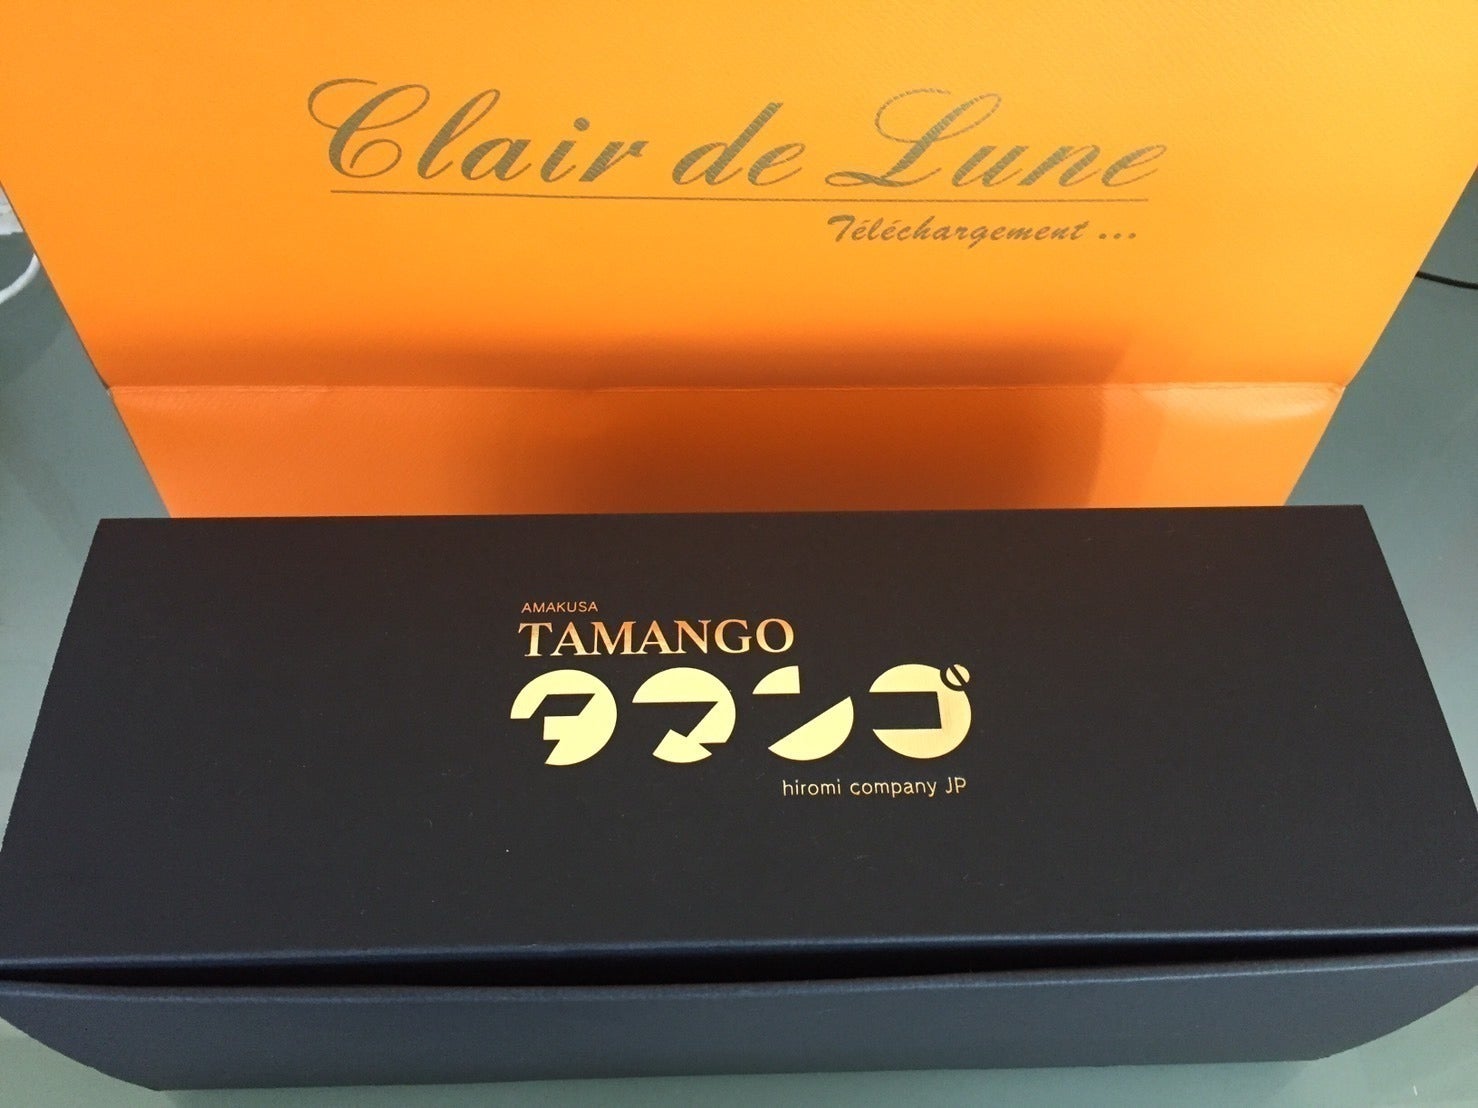 Clair de Lune
Téléchargement ...
AMAKUSA
TAMANGO
タマンゴ
hiromi company JP